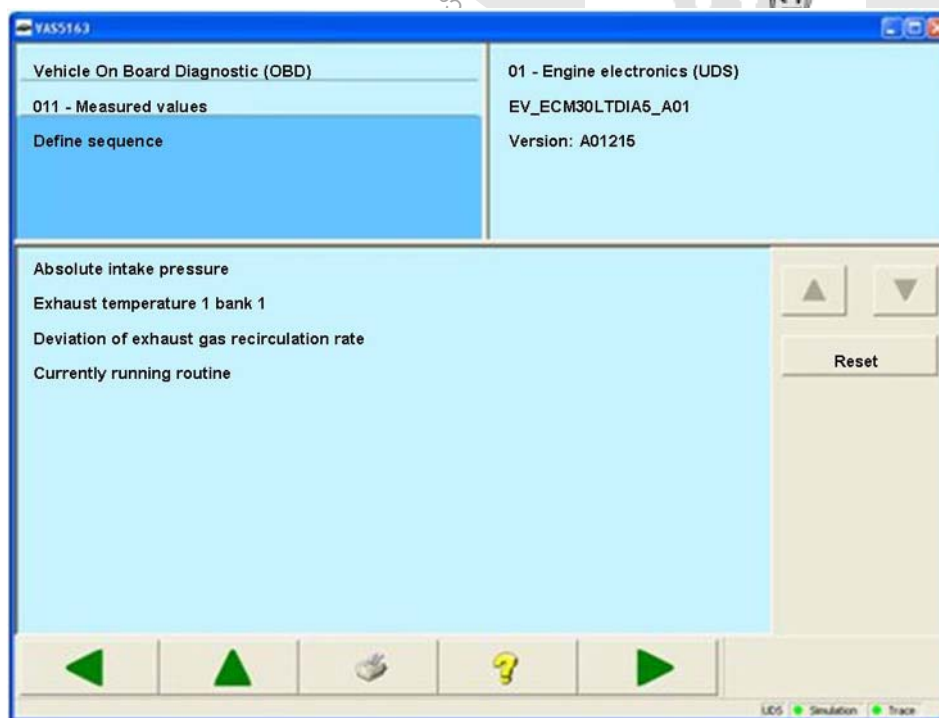 VAS5163
Vehicle On Board Diagnostic (OBD)
011 - Measured values
Define sequence
01 - Engine electronics (UDS)
EV_ECM30LTDIA5_A01
Version: A01215
Absolute intake pressure
Exhaust temperature 1 bank 1
Deviation of exhaust gas recirculation rate
Currently running routine
Reset
UDS Simulation Trace